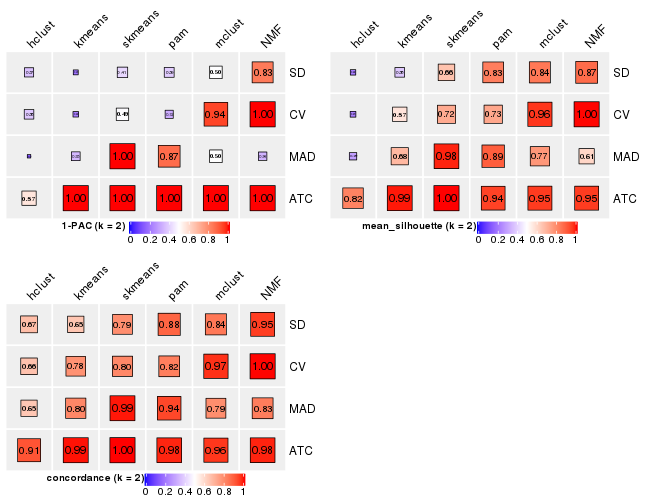 hclust kmeans skmeans pam mclust NMF
0.50 0.83 SD
0.49 0.94 1.00 CV
1.00 0.87 0.50 MAD
0.57 1.00 1.00 1.00 1.00 1.00 ATC
1-PAC (k = 2)
0 0.2 0.4 0.6 0.8 1
hclust kmeans skmeans pam mclust NMF
0.66 0.83 0.84 0.87 SD
0.57 0.72 0.73 0.96 1.00 CV
0.68 0.98 0.89 0.77 0.61 MAD
0.82 0.99 1.00 0.94 0.95 0.95 ATC
mean_silhouette (k = 2)
0 0.2 0.4 0.6 0.8 1
hclust kmeans skmeans pam mclust NMF
0.67 0.65 0.79 0.88 0.84 0.95 SD
0.66 0.78 0.80 0.82 0.97 1.00 CV
0.65 0.80 0.99 0.94 0.79 0.83 MAD
0.91 0.99 1.00 0.98 0.96 0.98 ATC
concordance (k = 2)
0 0.2 0.4 0.6 0.8 1